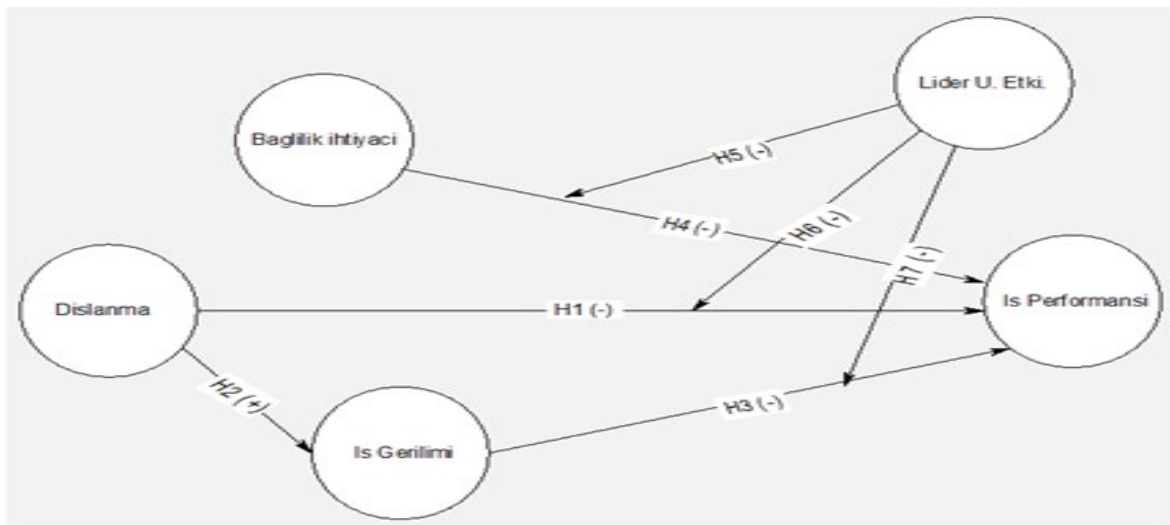 Lider U. Etki.
Baglilik ihtiyaci
H5 (-)
H4 (-)
H6 (-)
H7 (-)
Dislanma
H1 (-)
Is Performansi
H2 (+)
H3 (-)
Is Gerilimi